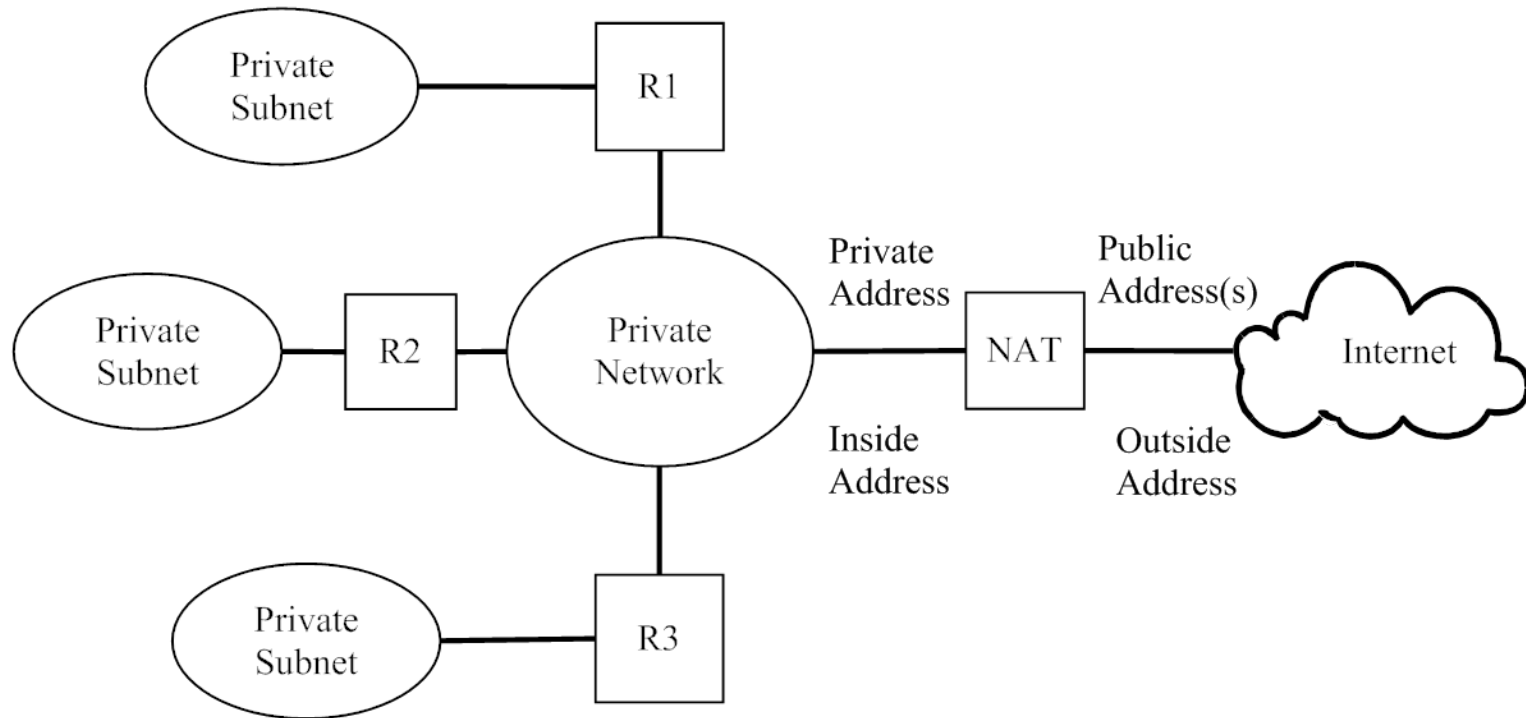 Private
Subnet
R1
Private
Subnet
R2
Private
Network
Private
Address
NAT
Public
Address(s)
Internet
Inside
Address
Outside
Address
Private
Subnet
R3